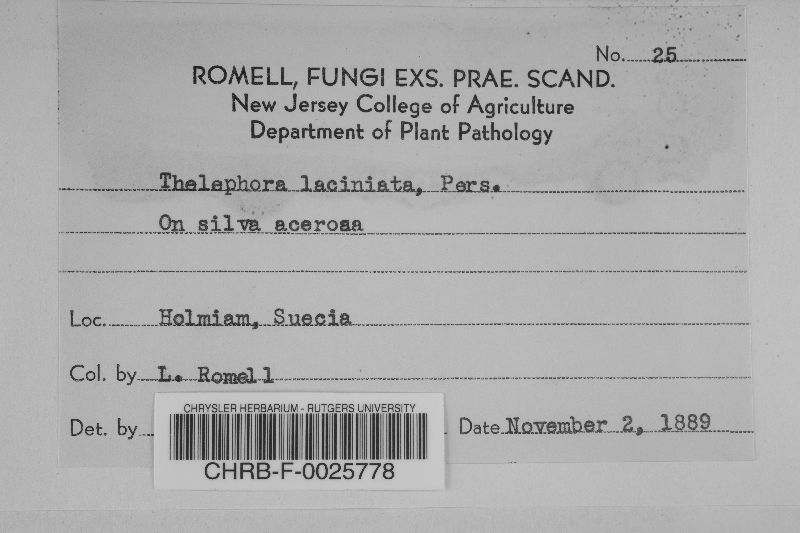 No. 25
ROMELL, FUNGI EXS. PRAE. SCAND.
New Jersey College of Agriculture
Department of Plant Pathology
Thelephora laciniata, Pers.
On silva acerosa
Loc. Holmiam, Suecia
Col. by L. Romell
Det. by
Date November 2, 1889
CHRYSLER HERBARIUM - RUTGERS UNIVERSITY
CHRB-F-0025778